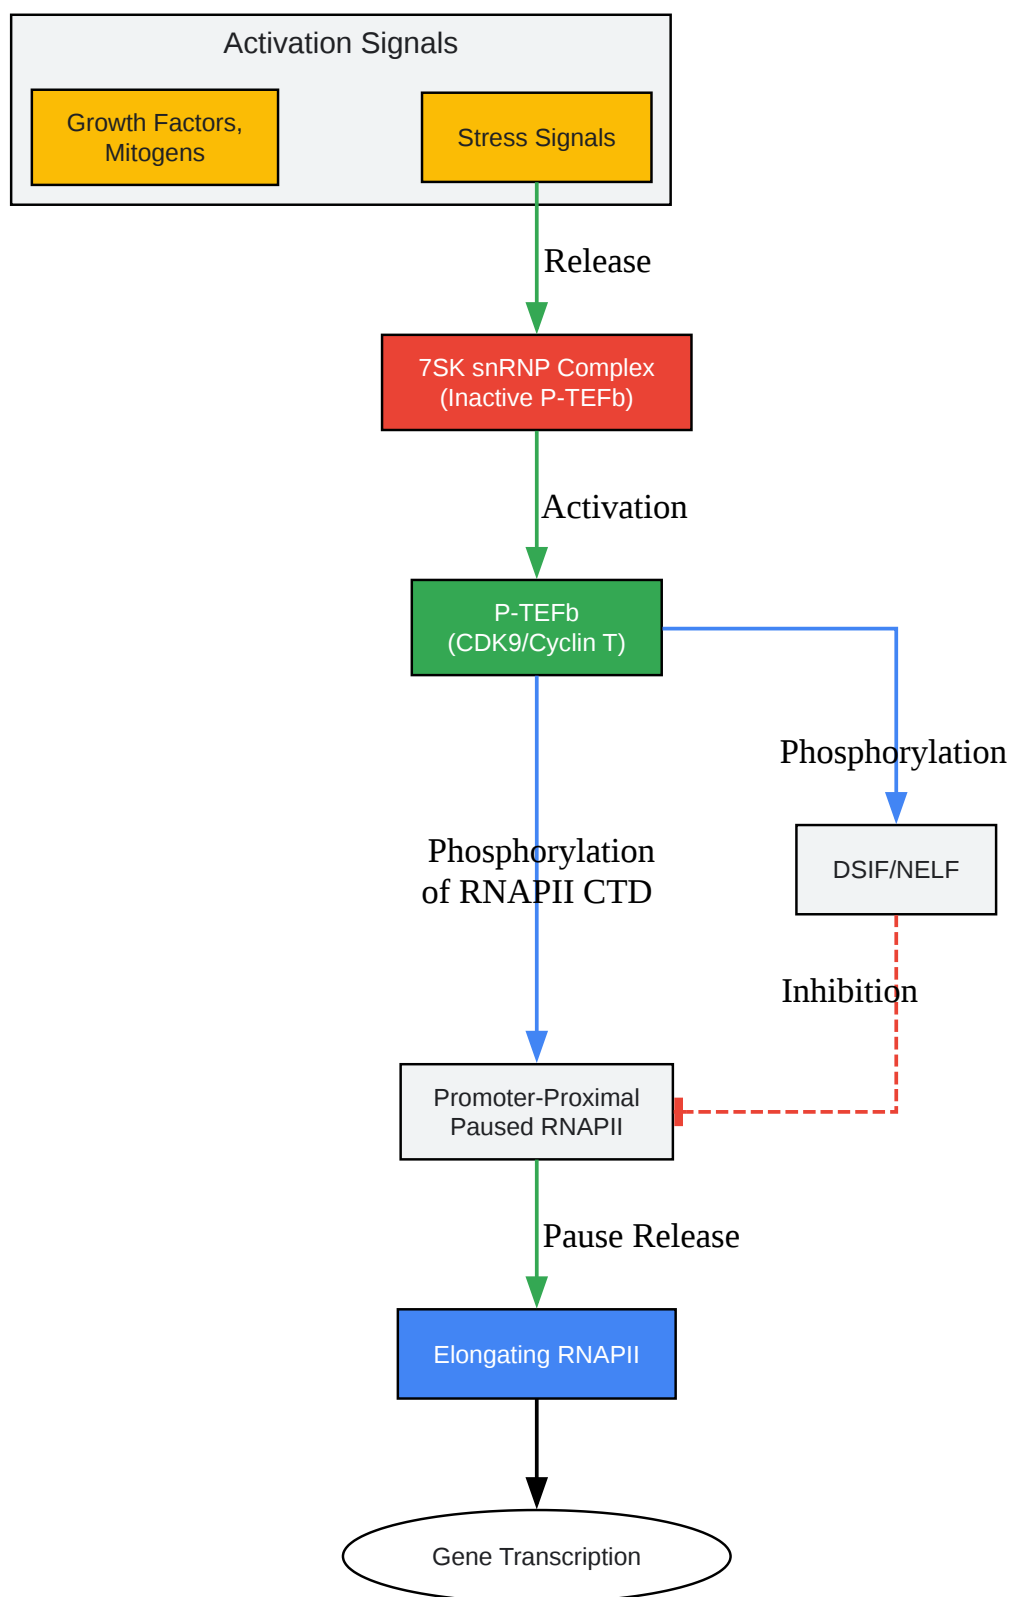 Activation Signals
Growth Factors,
Mitogens
Stress Signals
Release
7SK snRNP Complex
(Inactive P-TEFb)
Activation
P-TEFb
(CDK9/Cyclin T)
Phosphorylation
Phosphorylation
of RNAPII CTD
DSIF/NELF
Inhibition
Promoter-Proximal
Paused RNAPII
Pause Release
Elongating RNAPII
Gene Transcription